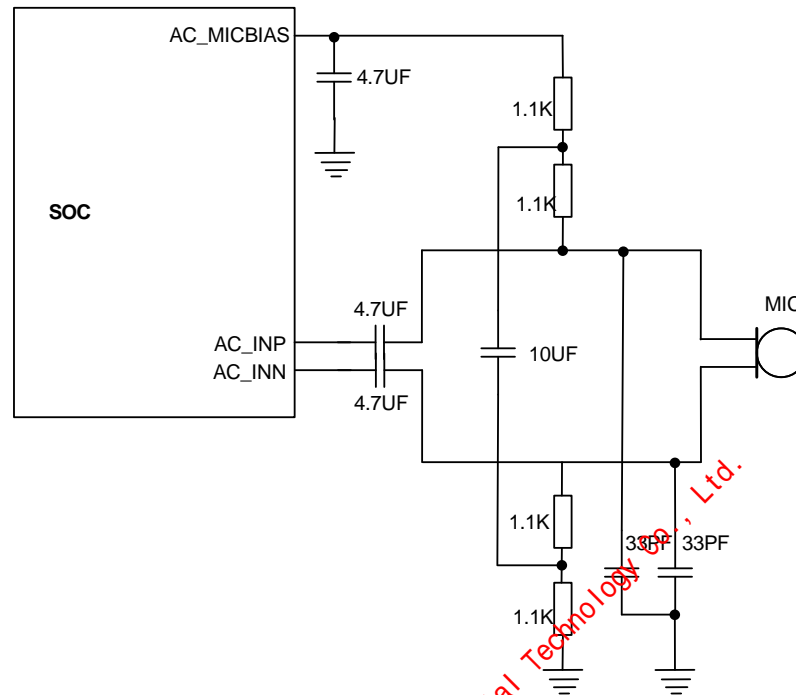 AC_MICBIAS
4.7UF
1.1K
SOC
1.1K
4.7UF
MIC
AC_INP
10UF
AC_INN
4.7UF
1.1K
33PF
33PF
1.1K
al Technology Co., Ltd.